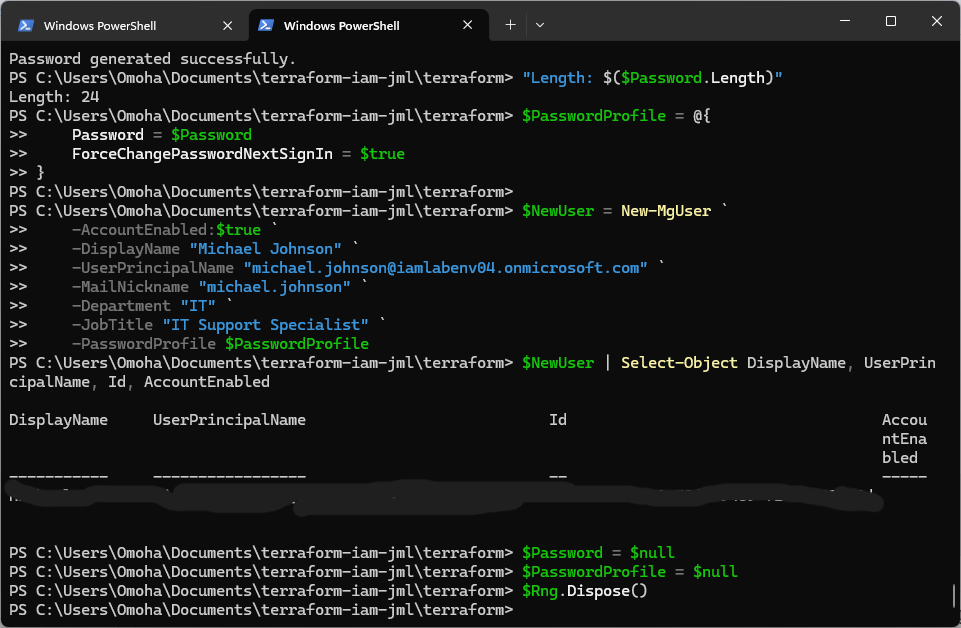 Windows PowerShell
Windows PowerShell
Password generated successfully.
PS C:\Users\Omoha\Documents\terraform-iam-jml\terraform> "Length: $($Password.Length)"
Length: 24
PS C:\Users\Omoha\Documents\terraform-iam-jml\terraform> $PasswordProfile = @{
>>     Password = $Password
>>     ForceChangePasswordNextSignIn = $true
>> }
PS C:\Users\Omoha\Documents\terraform-iam-jml\terraform>
PS C:\Users\Omoha\Documents\terraform-iam-jml\terraform> $NewUser = New-MgUser `
>>     -AccountEnabled:$true `
>>     -DisplayName "Michael Johnson" `
>>     -UserPrincipalName "michael.johnson@iamlabenv04.onmicrosoft.com" `
>>     -MailNickname "michael.johnson" `
>>     -Department "IT" `
>>     -JobTitle "IT Support Specialist" `
>>     -PasswordProfile $PasswordProfile
PS C:\Users\Omoha\Documents\terraform-iam-jml\terraform> $NewUser | Select-Object DisplayName, UserPrin
cipalName, Id, AccountEnabled
DisplayName     UserPrincipalName                           Id                                   Accou
ntEna
bled
-----------     -----------------                           --                                   -----
PS C:\Users\Omoha\Documents\terraform-iam-jml\terraform> $Password = $null
PS C:\Users\Omoha\Documents\terraform-iam-jml\terraform> $PasswordProfile = $null
PS C:\Users\Omoha\Documents\terraform-iam-jml\terraform> $Rng.Dispose()
PS C:\Users\Omoha\Documents\terraform-iam-jml\terraform>